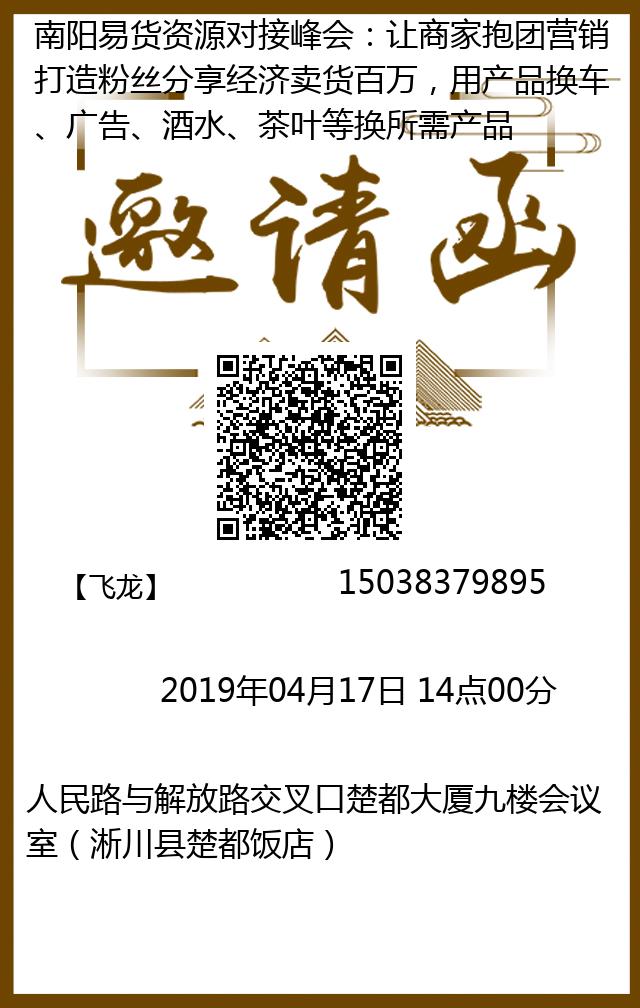 南阳易货资源对接峰会：让商家抱团营销
打造粉丝分享经济卖货百万，用产品换车
、广告、酒水、茶叶等换所需产品
邀请函
【飞龙】 15038379895
2019年04月17日 14点00分
人民路与解放路交叉口楚都大厦九楼会议
室（淅川县楚都饭店）